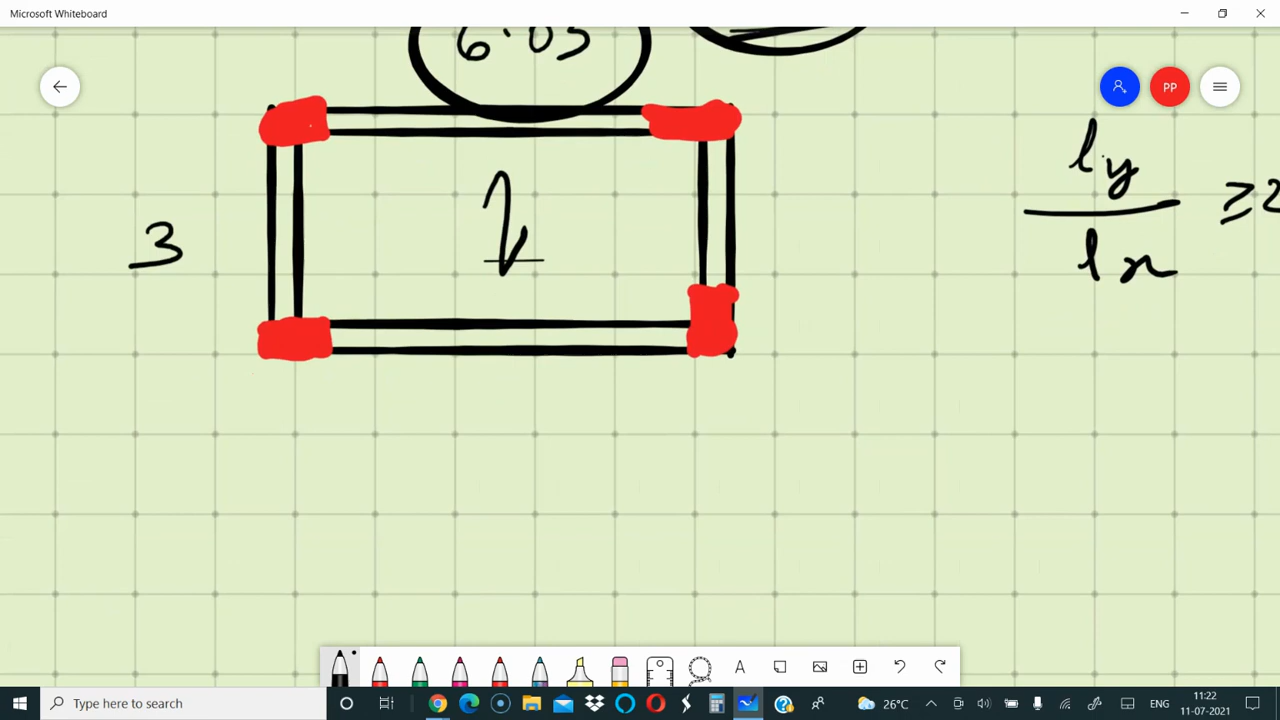 Microsoft Whiteboard
6.05
PP
3
ly
lx
≥2
A
Type here to search
26°C
ENG
11:22
11-07-2021